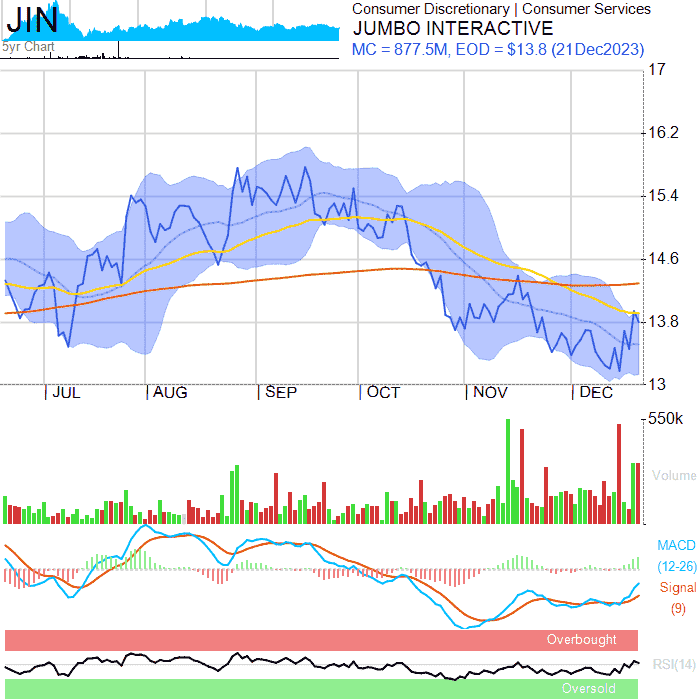 JIN
5yr Chart
Consumer Discretionary | Consumer Services
JUMBO INTERACTIVE
MC = 877.5M, EOD = $13.8 (21Dec2023)
17
16.2
15.4
14.6
13.8
13
JUL AUG SEP OCT NOV DEC
550k
Volume
MACD
(12-26)
Signal
(9)
Overbought
RSI(14)
Oversold